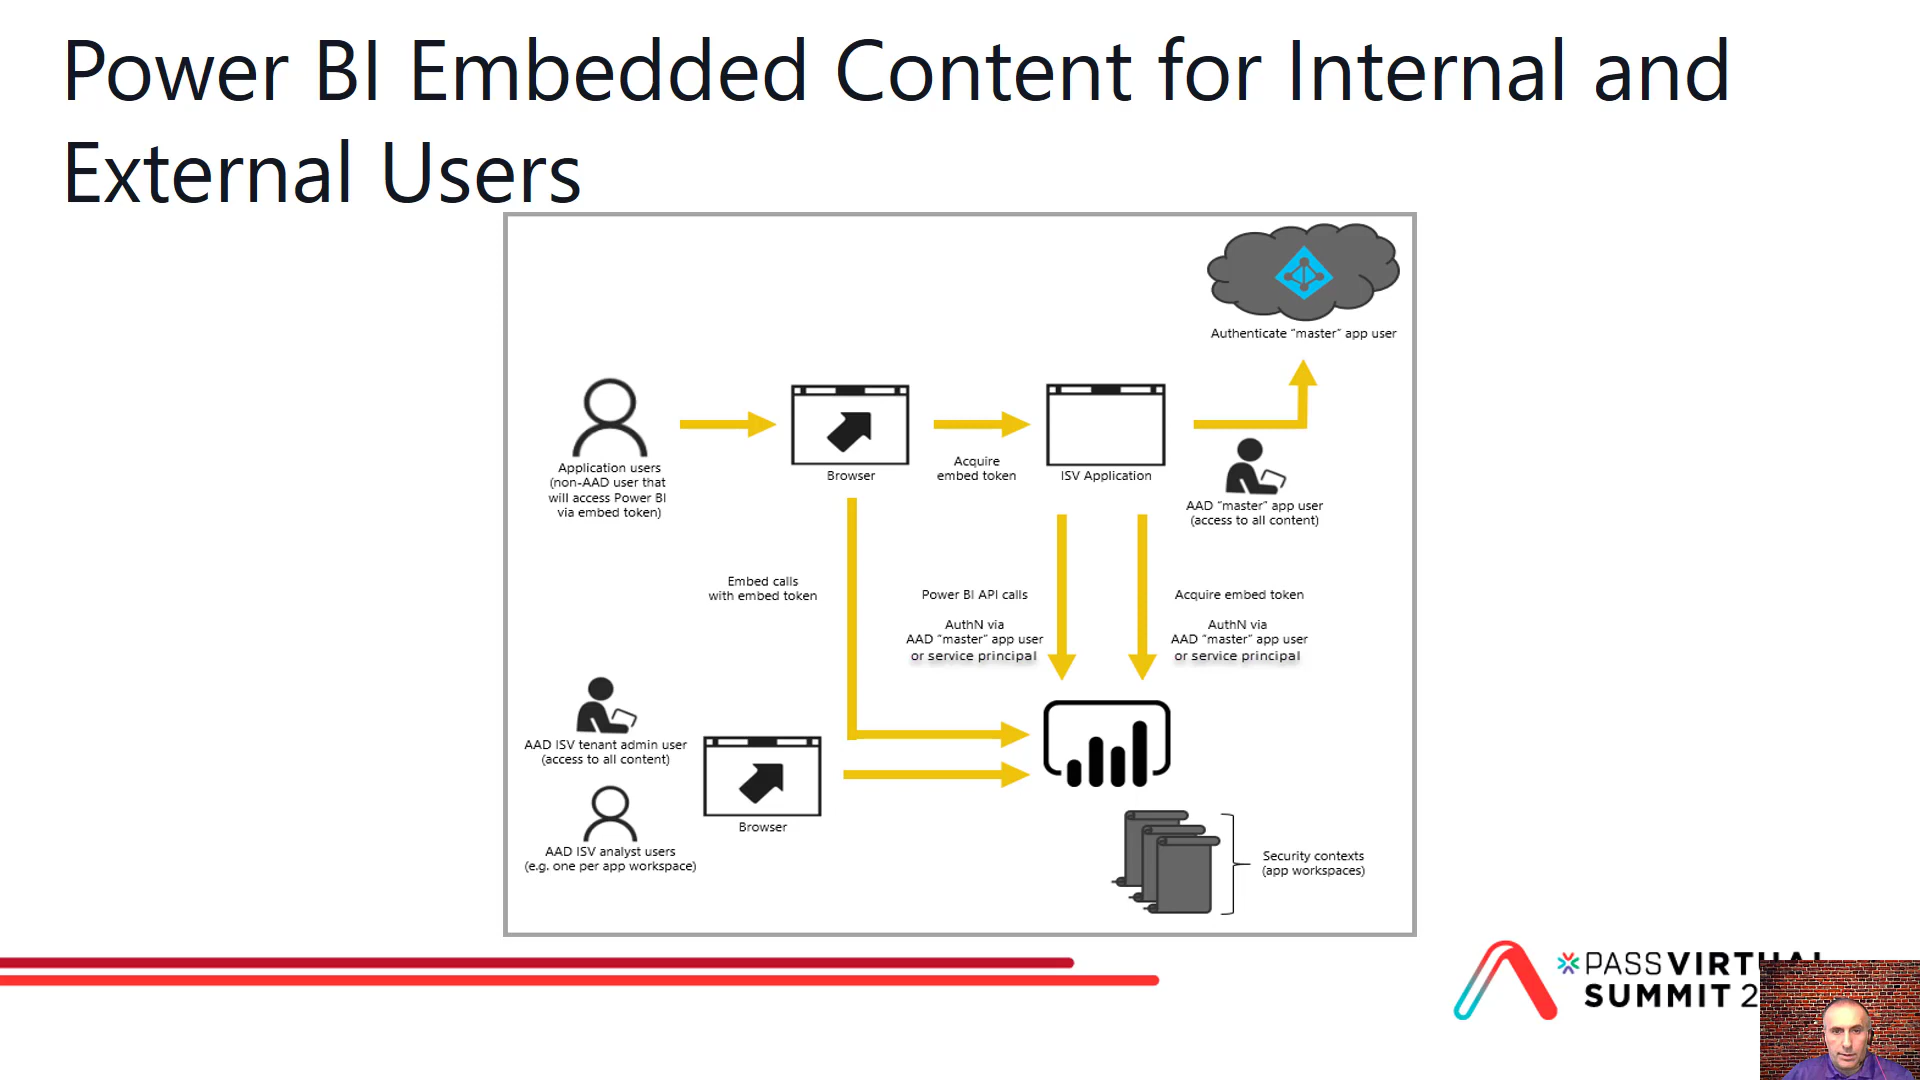 Power BI Embedded Content for Internal and
External Users
Authenticate “master” app user
Application users
(non-AAD user that
will access Power BI
via embed token)
Browser
Acquire
embed token
ISV Application
AAD “master” app user
(access to all content)
Embed calls
with embed token
Power BI API calls
AuthN via
AAD “master” app user
or service principal
Acquire embed token
AuthN via
AAD “master” app user
or service principal
AAD ISV tenant admin user
(access to all content)
Browser
AAD ISV analyst users
(e.g. one per app workspace)
Security contexts
(app workspaces)
PASS VIRTUAL
SUMMIT 2